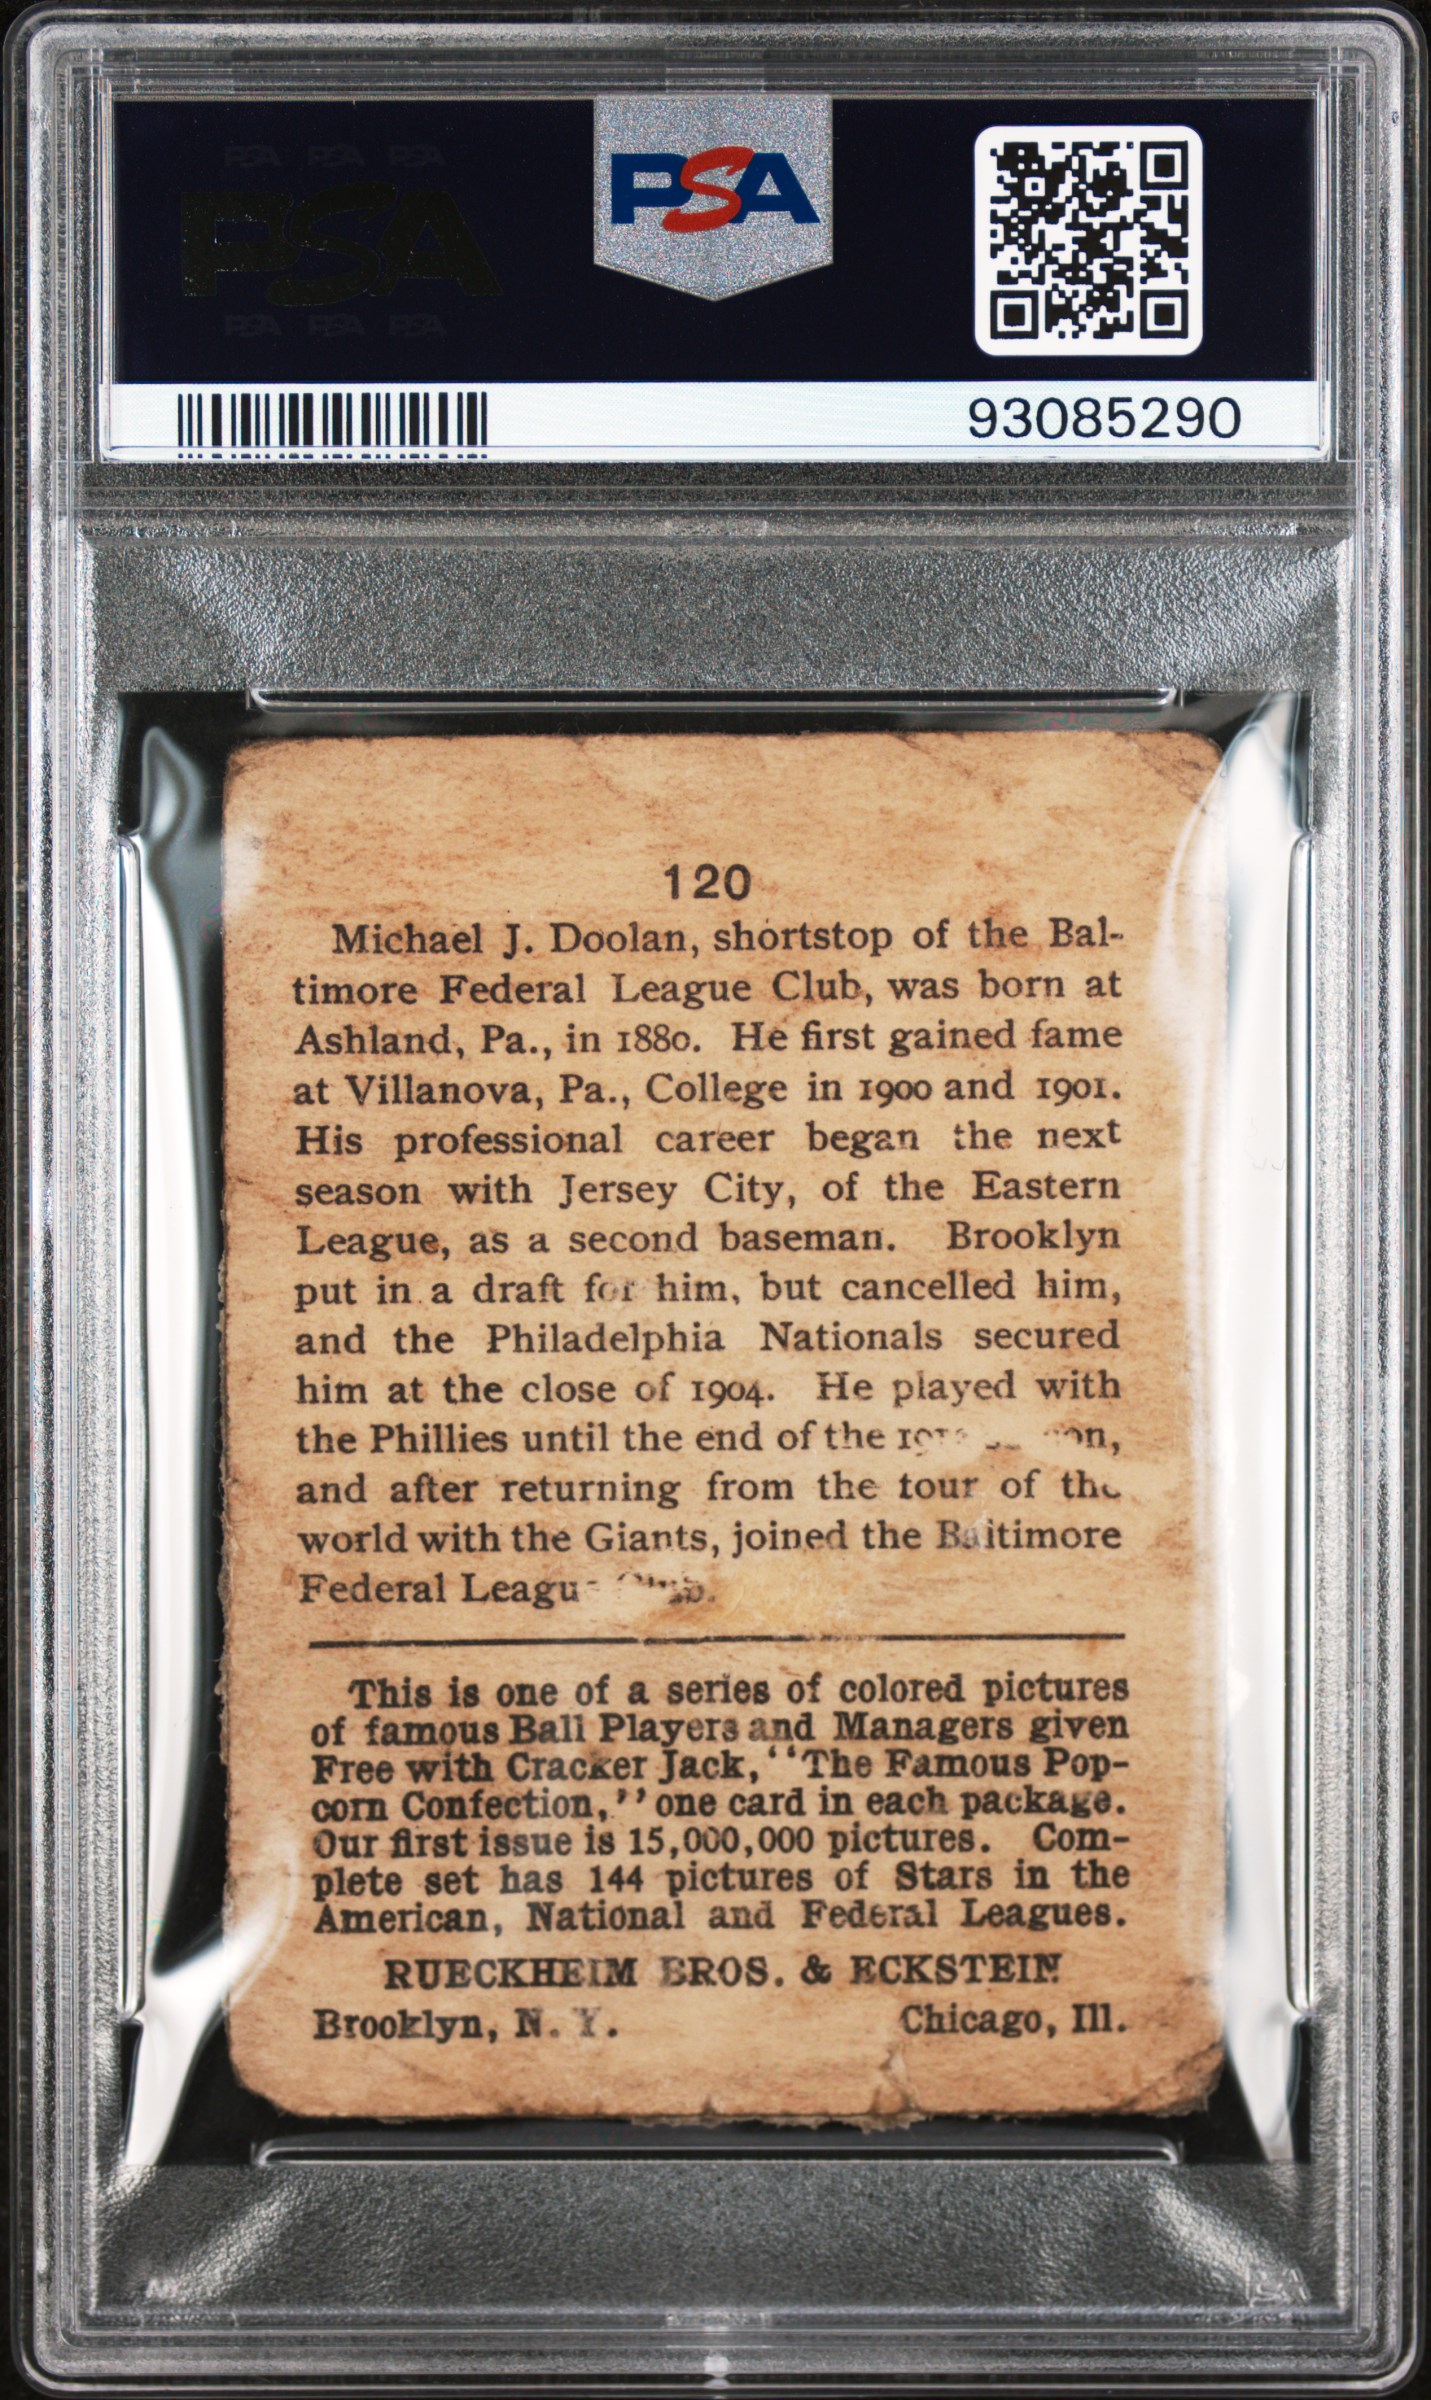 PSA PSA PSA
PSA
PSA PSA PSA
PSA
93085290
120
Michael J. Doolan, shortstop of the Bal-
timore Federal League Club, was born at
Ashland, Pa., in 1880. He first gained fame
at Villanova, Pa., College in 1900 and 1901.
His professional career began the next
season with Jersey City, of the Eastern
League, as a second baseman. Brooklyn
put in a draft for him, but cancelled him,
and the Philadelphia Nationals secured
him at the close of 1904. He played with
the Phillies until the end of the
and after returning from the tour of the
world with the Giants, joined the Baltimore
Federal League Club.
This is one of a series of colored pictures
of famous Ball Players and Managers given
Free with Cracker Jack, "The Famous Pop-
corn Confection," one card in each package.
Our first issue is 15,000,000 pictures. Com-
plete set has 144 pictures of Stars in the
American, National and Federal Leagues.
RUECKHEIM BROS. & ECKSTEIN
Brooklyn, N. Y. Chicago, Ill.